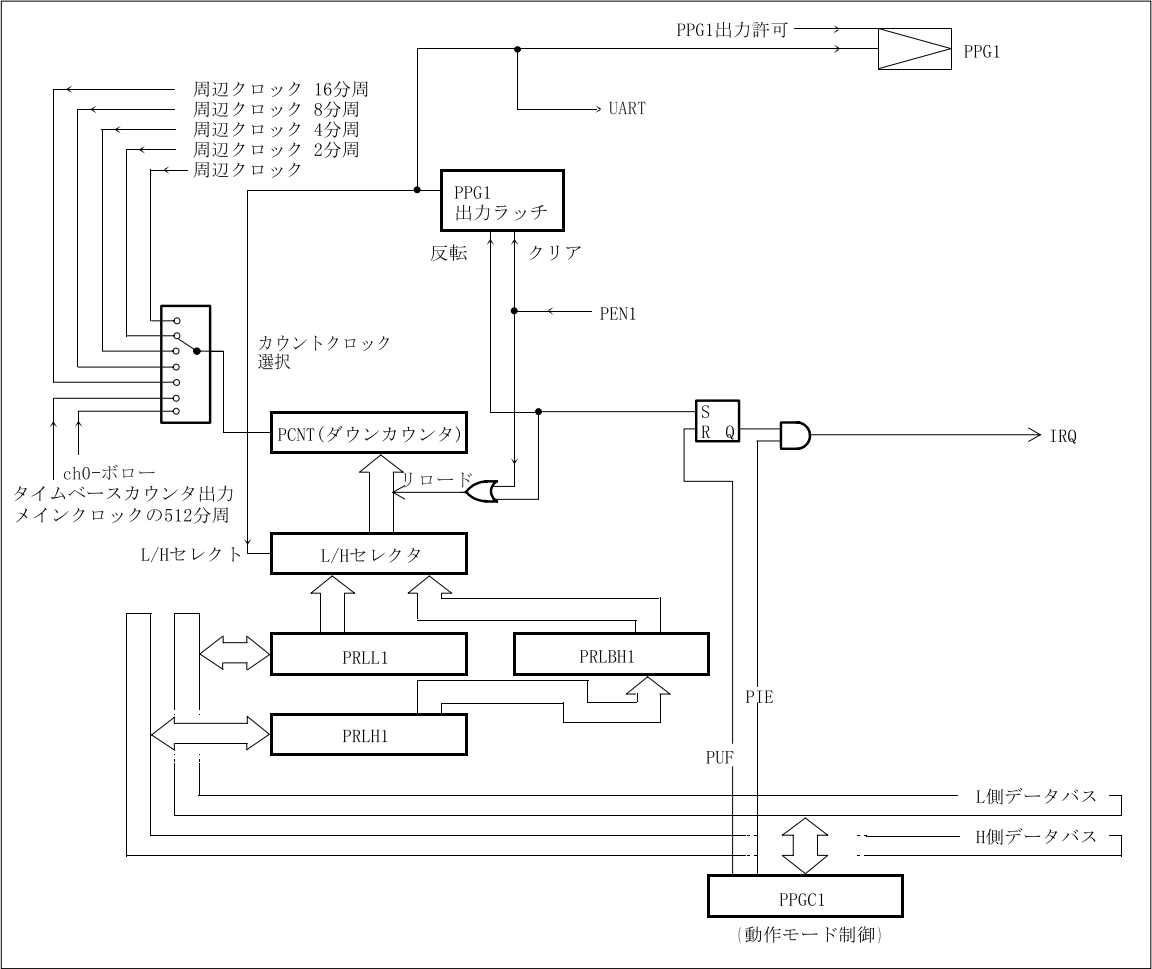 PPG1出力許可
PPG1
周辺クロック 16分周
周辺クロック 8分周
周辺クロック 4分周
周辺クロック 2分周
周辺クロック
UART
PPG1
出力ラッチ
反転
クリア
PEN1
カウントクロック
選択
PCNT(ダウンカウンタ)
S
R Q
IRQ
ch0-ボロー
タイムベースカウンタ出力
メインクロックの512分周
リロード
L/Hセレクト
L/Hセレクタ
PRLL1
PRLBH1
PIE
PRLH1
PUF
L側データバス
H側データバス
PPGC1
(動作モード制御)